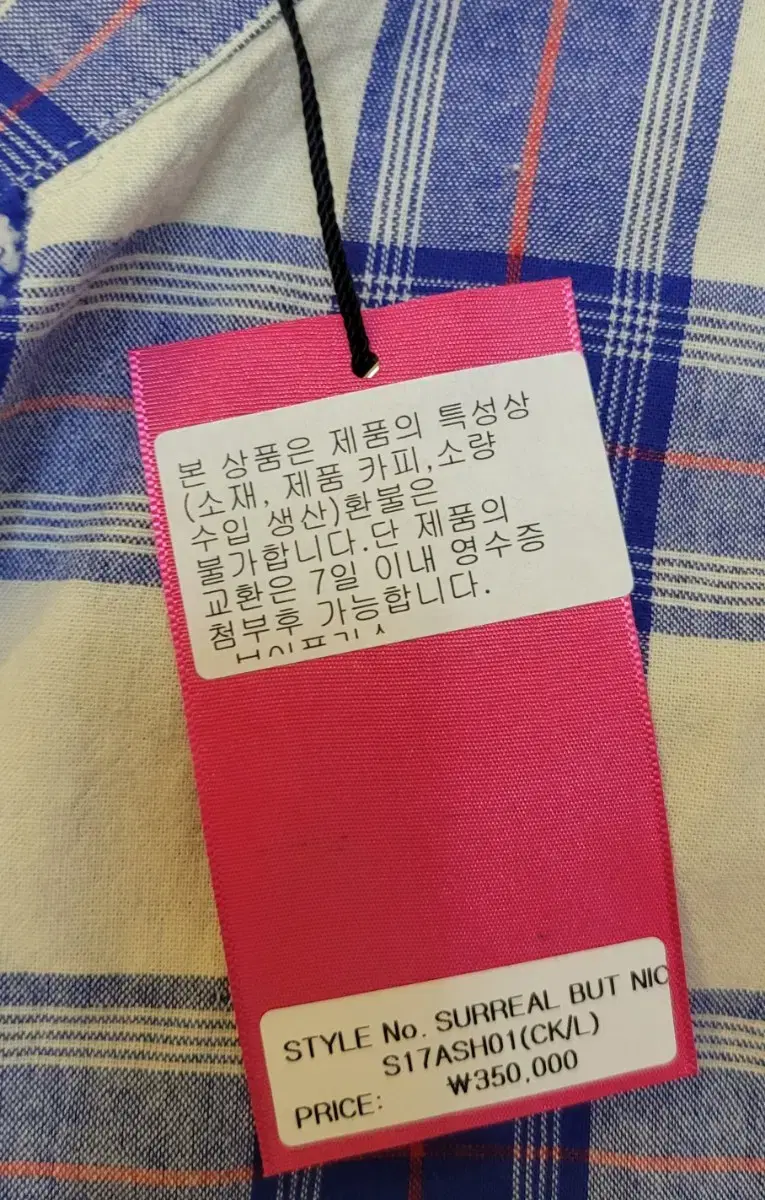 본 상품은 제품의 특성상
(소재, 제품 카피,소량
수입 생산)환불은
불가합니다.단 제품의
교환은 7일 이내 영수증
첨부후 가능합니다.
STYLE No. SURREAL BUT NIC
S17ASH01(CK/L)
PRICE: ₩350,000